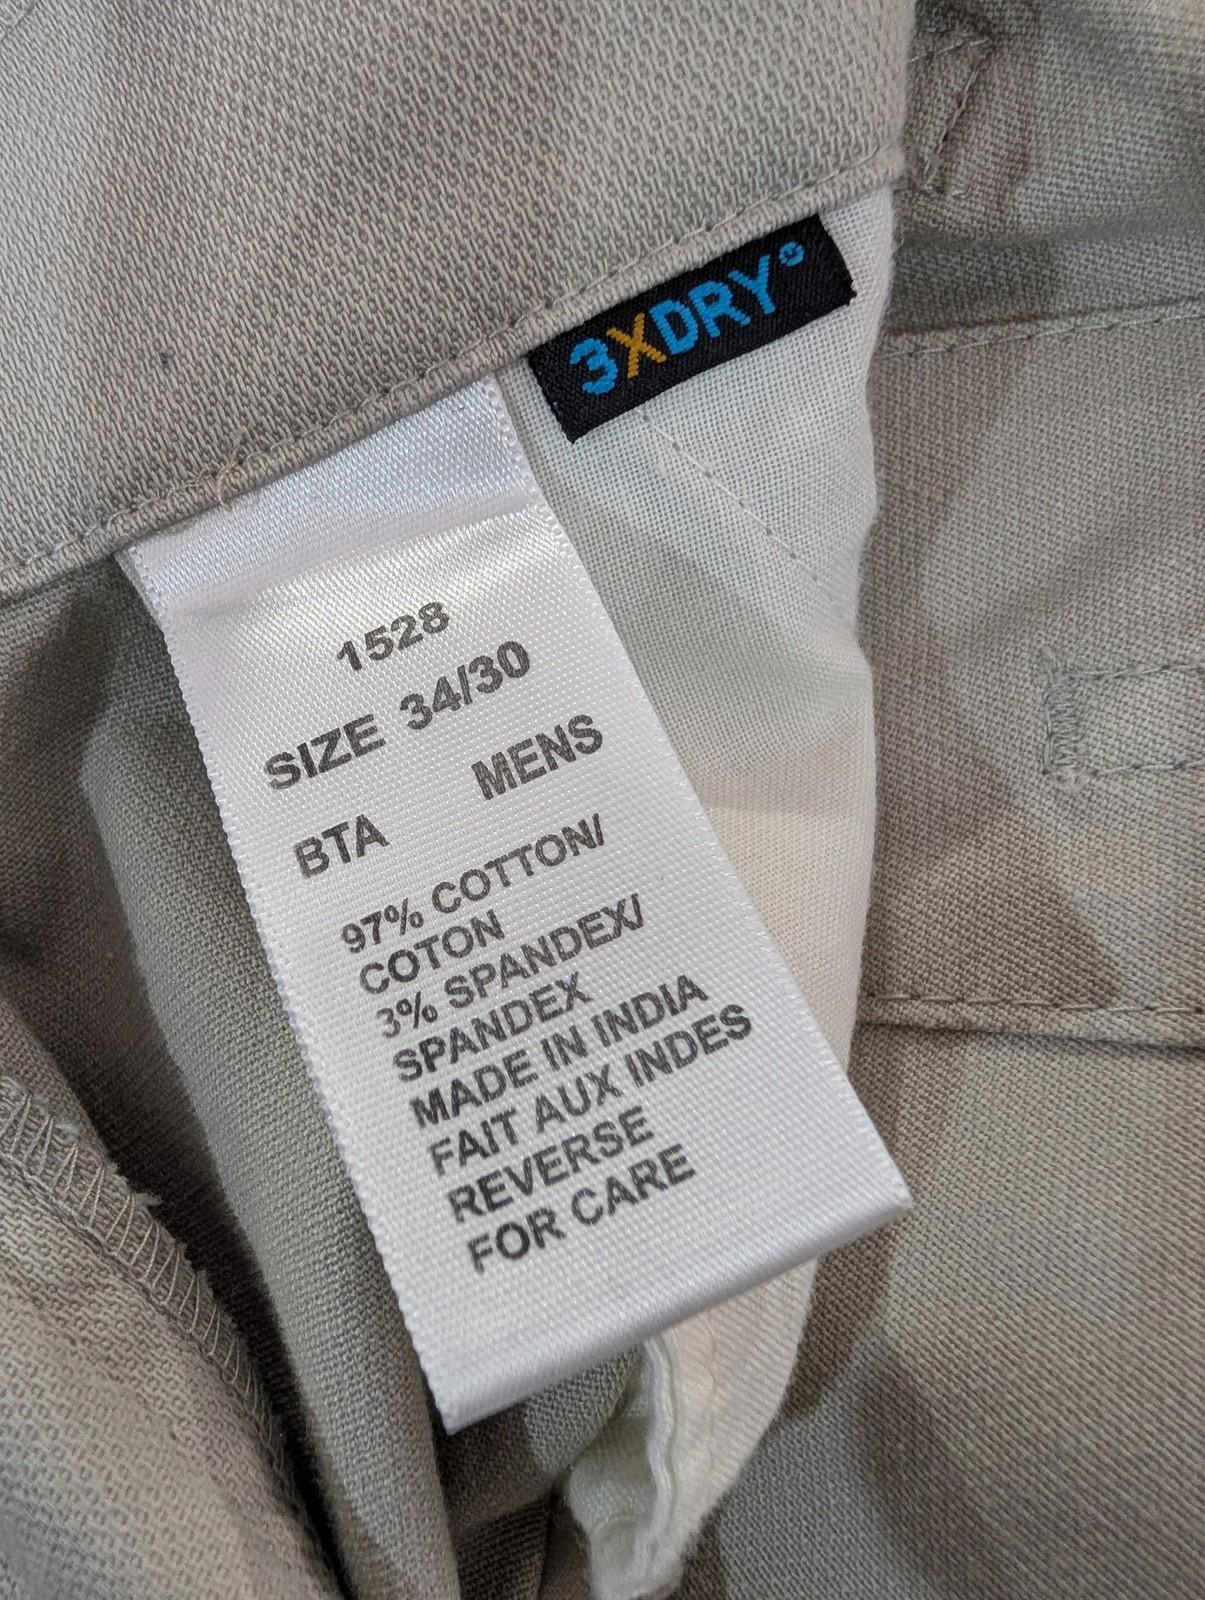 3XDRY®
1528
SIZE 34/30
MENS
BTA
97% COTTON/
COTON
3% SPANDEX/
SPANDEX
MADE IN INDIA
FAIT AUX INDES
REVERSE
FOR CARE